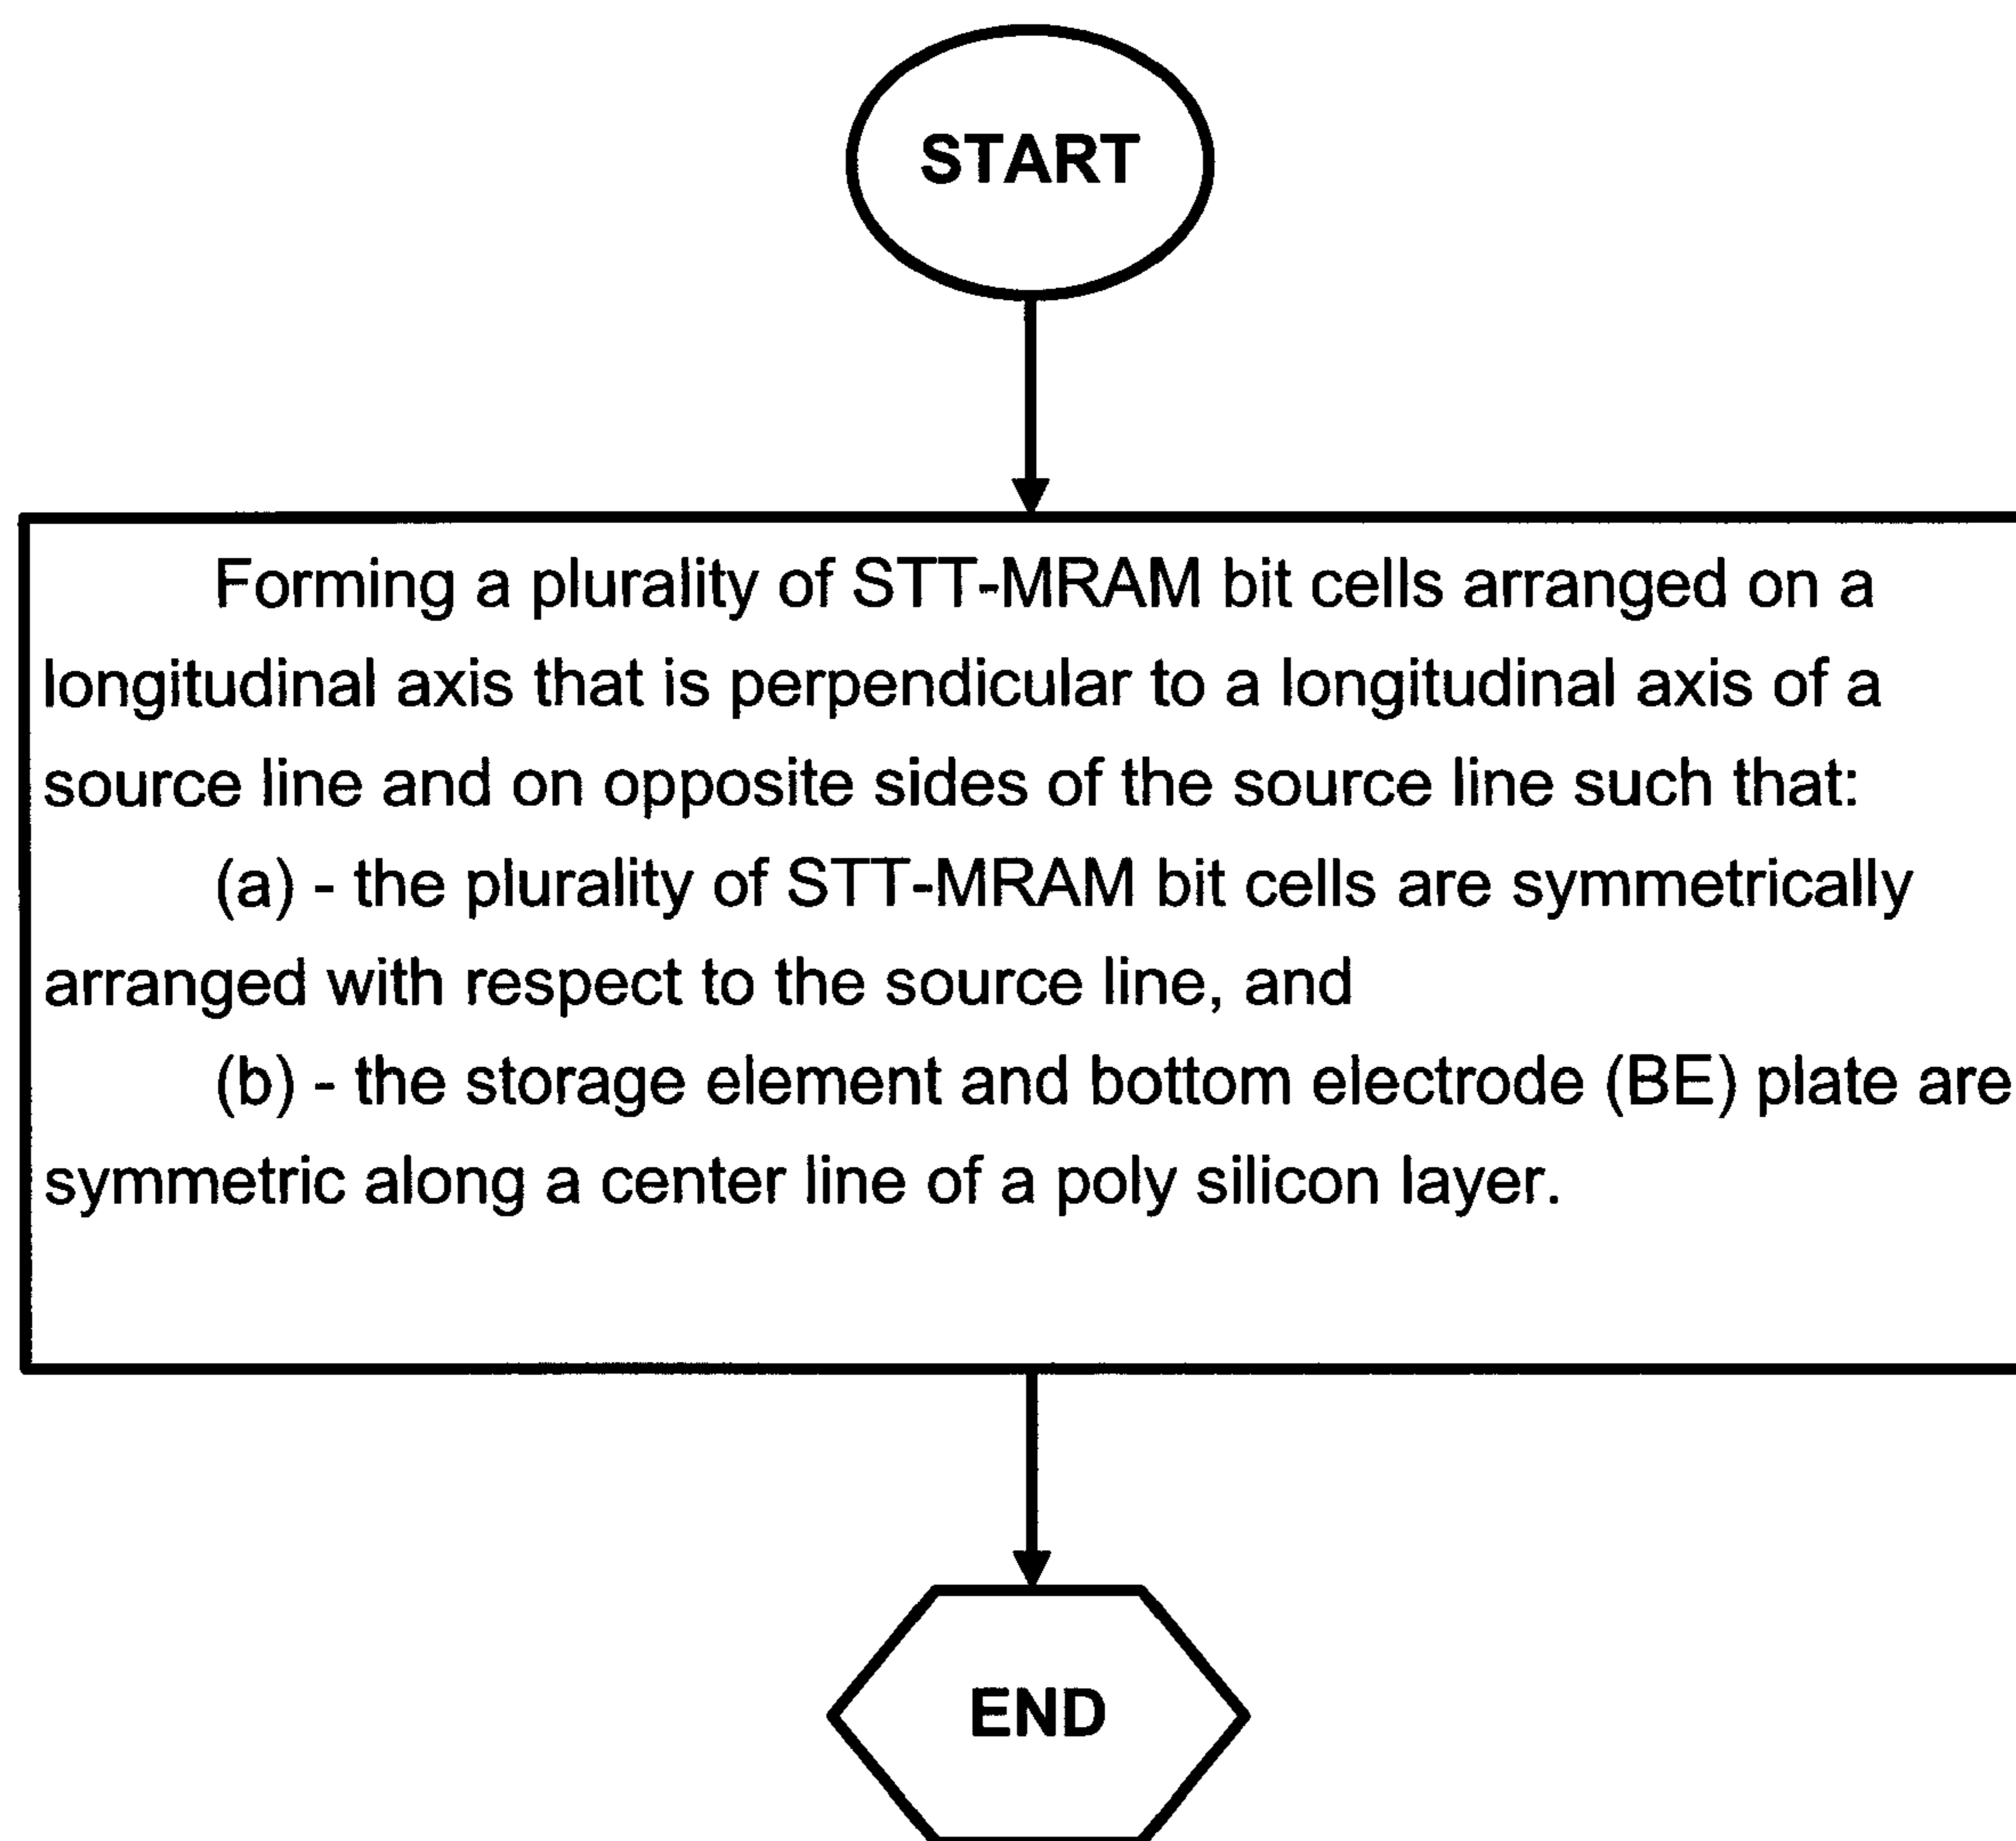 START
Forming a plurality of STT-MRAM bit cells arranged on a
longitudinal axis that is perpendicular to a longitudinal axis of a
source line and on opposite sides of the source line such that:
(a) - the plurality of STT-MRAM bit cells are symmetrically
arranged with respect to the source line, and
(b) - the storage element and bottom electrode (BE) plate are
symmetric along a center line of a poly silicon layer.
END